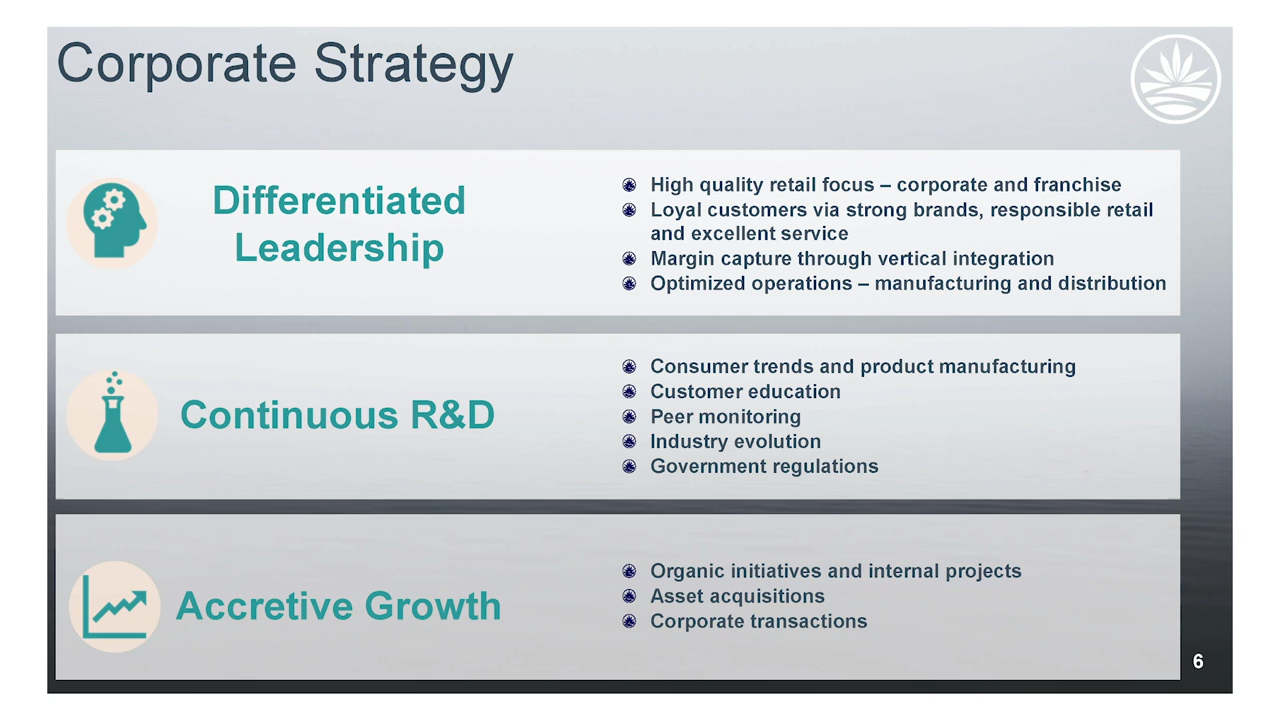 Corporate Strategy
Differentiated
Leadership
High quality retail focus – corporate and franchise
Loyal customers via strong brands, responsible retail
and excellent service
Margin capture through vertical integration
Optimized operations – manufacturing and distribution
Continuous R&D
Consumer trends and product manufacturing
Customer education
Peer monitoring
Industry evolution
Government regulations
Accretive Growth
Organic initiatives and internal projects
Asset acquisitions
Corporate transactions
6